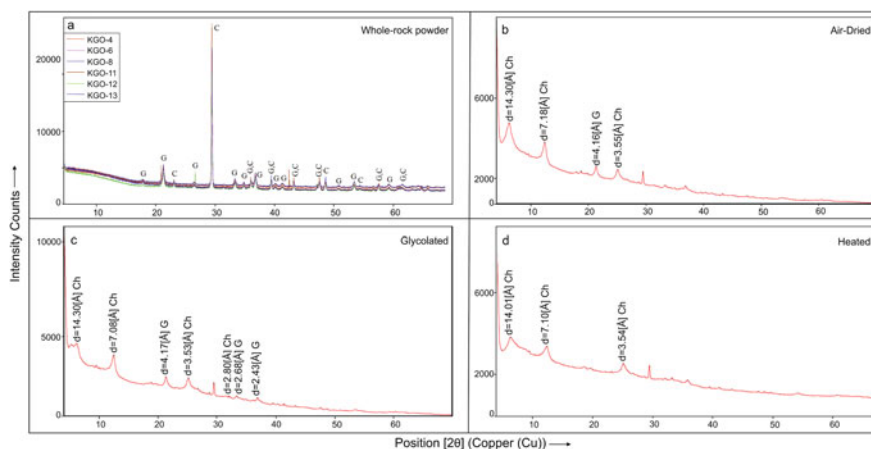 a
Whole-rock powder
KGO-4
KGO-6
KGO-8
KGO-11
KGO-12
KGO-13
20000
10000
0
C
G
G
C
G
G
G
G,C
G
G,C
G
G
G,C
G,C
C
G
G
C
G,C
G
G,C
10
20
30
40
50
60
b
Air-Dried
6000
2000
0
d=14.30[Å] Ch
d=7.18[Å] Ch
d=4.16[Å] G
d=3.55[Å] Ch
10
20
30
40
50
60
c
Glycolated
10000
5000
0
d=14.30[Å] Ch
d=7.08[Å] Ch
d=4.17[Å] G
d=3.53[Å] Ch
d=2.80[Å] Ch
d=2.68[Å] G
d=2.43[Å] G
10
20
30
40
50
60
d
Heated
6000
2000
0
d=14.01[Å] Ch
d=7.10[Å] Ch
d=3.54[Å] Ch
10
20
30
40
50
60
Intensity Counts
Position [2θ] (Copper (Cu))